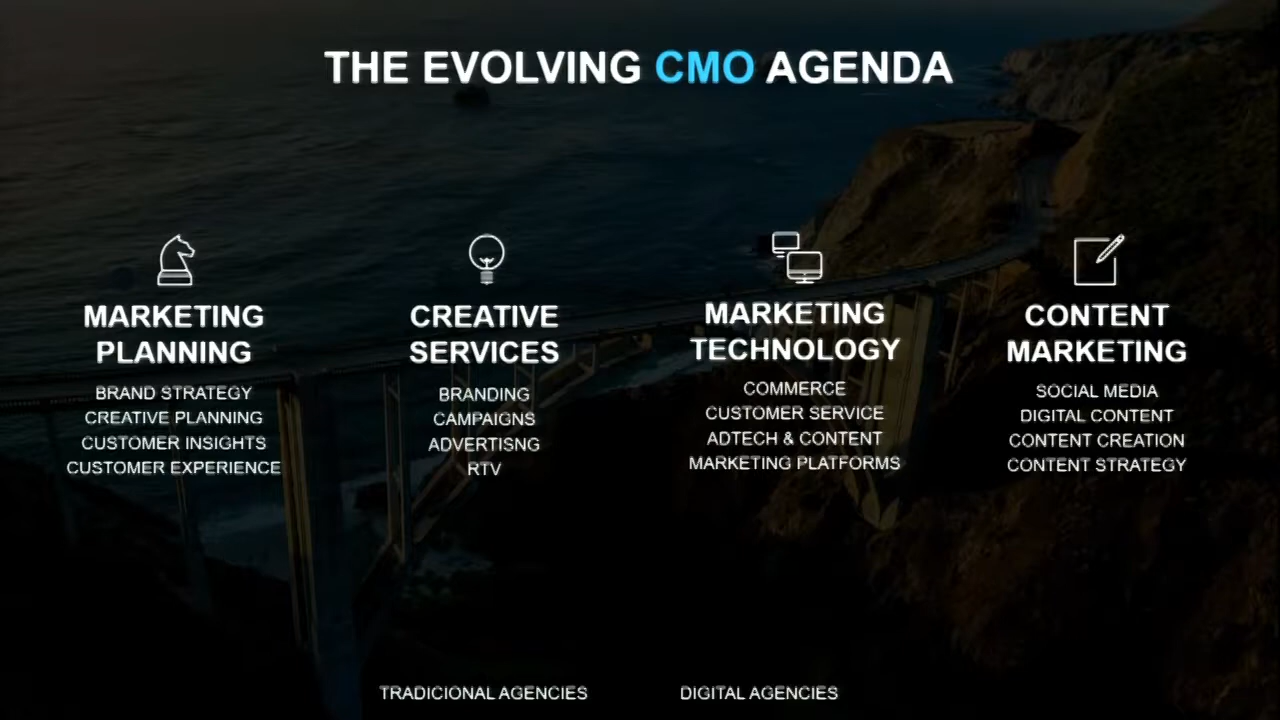 THE EVOLVING CMO AGENDA
MARKETING
PLANNING
BRAND STRATEGY
CREATIVE PLANNING
CUSTOMER INSIGHTS
CUSTOMER EXPERIENCE
CREATIVE
SERVICES
BRANDING
CAMPAIGNS
ADVERTISNG
RTV
MARKETING
TECHNOLOGY
COMMERCE
CUSTOMER SERVICE
ADTECH & CONTENT
MARKETING PLATFORMS
CONTENT
MARKETING
SOCIAL MEDIA
DIGITAL CONTENT
CONTENT CREATION
CONTENT STRATEGY
TRADICIONAL AGENCIES
DIGITAL AGENCIES